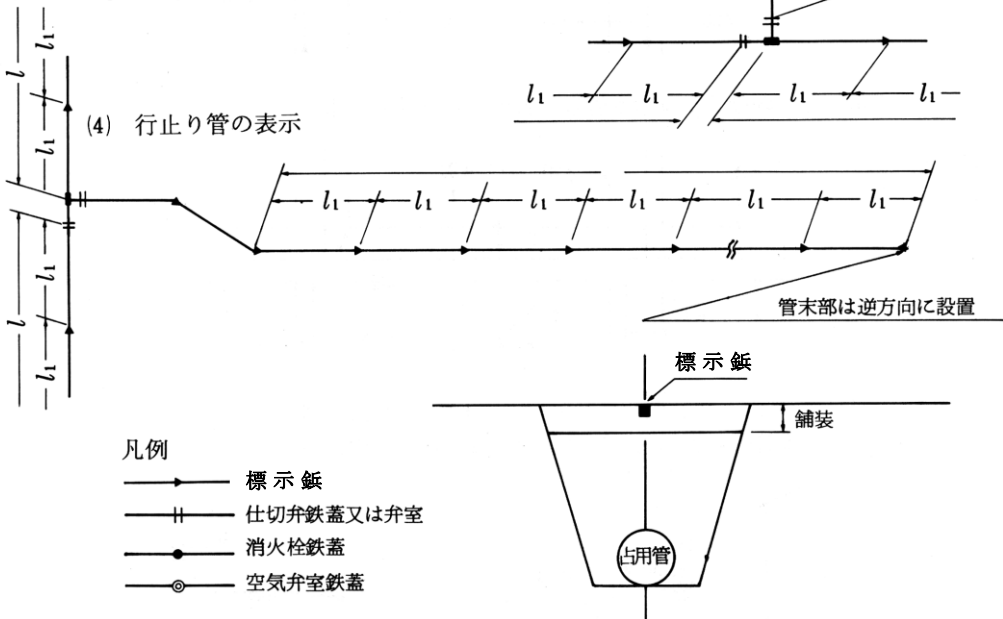 l₁ l₁ l₁ l₁
l
l₁
l₁
(4) 行止り管の表示
l₁ l₁ l₁ l₁ l₁ l₁
l₁
l
l₁
管末部は逆方向に設置
標示鋲
舗装
占用管
凡例
標示鋲
仕切弁鉄蓋又は弁室
消火栓鉄蓋
空気弁室鉄蓋